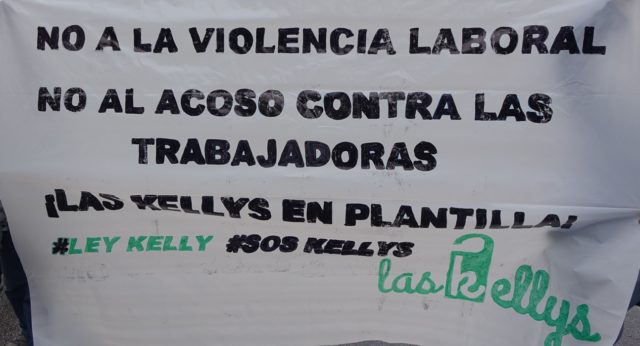 NO A LA VIOLENCIA LABORAL
NO AL ACOSO CONTRA LAS
TRABAJADORAS
¡LAS KELLYS EN PLANTILLA!
#LEY KELLY #SOS KELLYS
las kellys